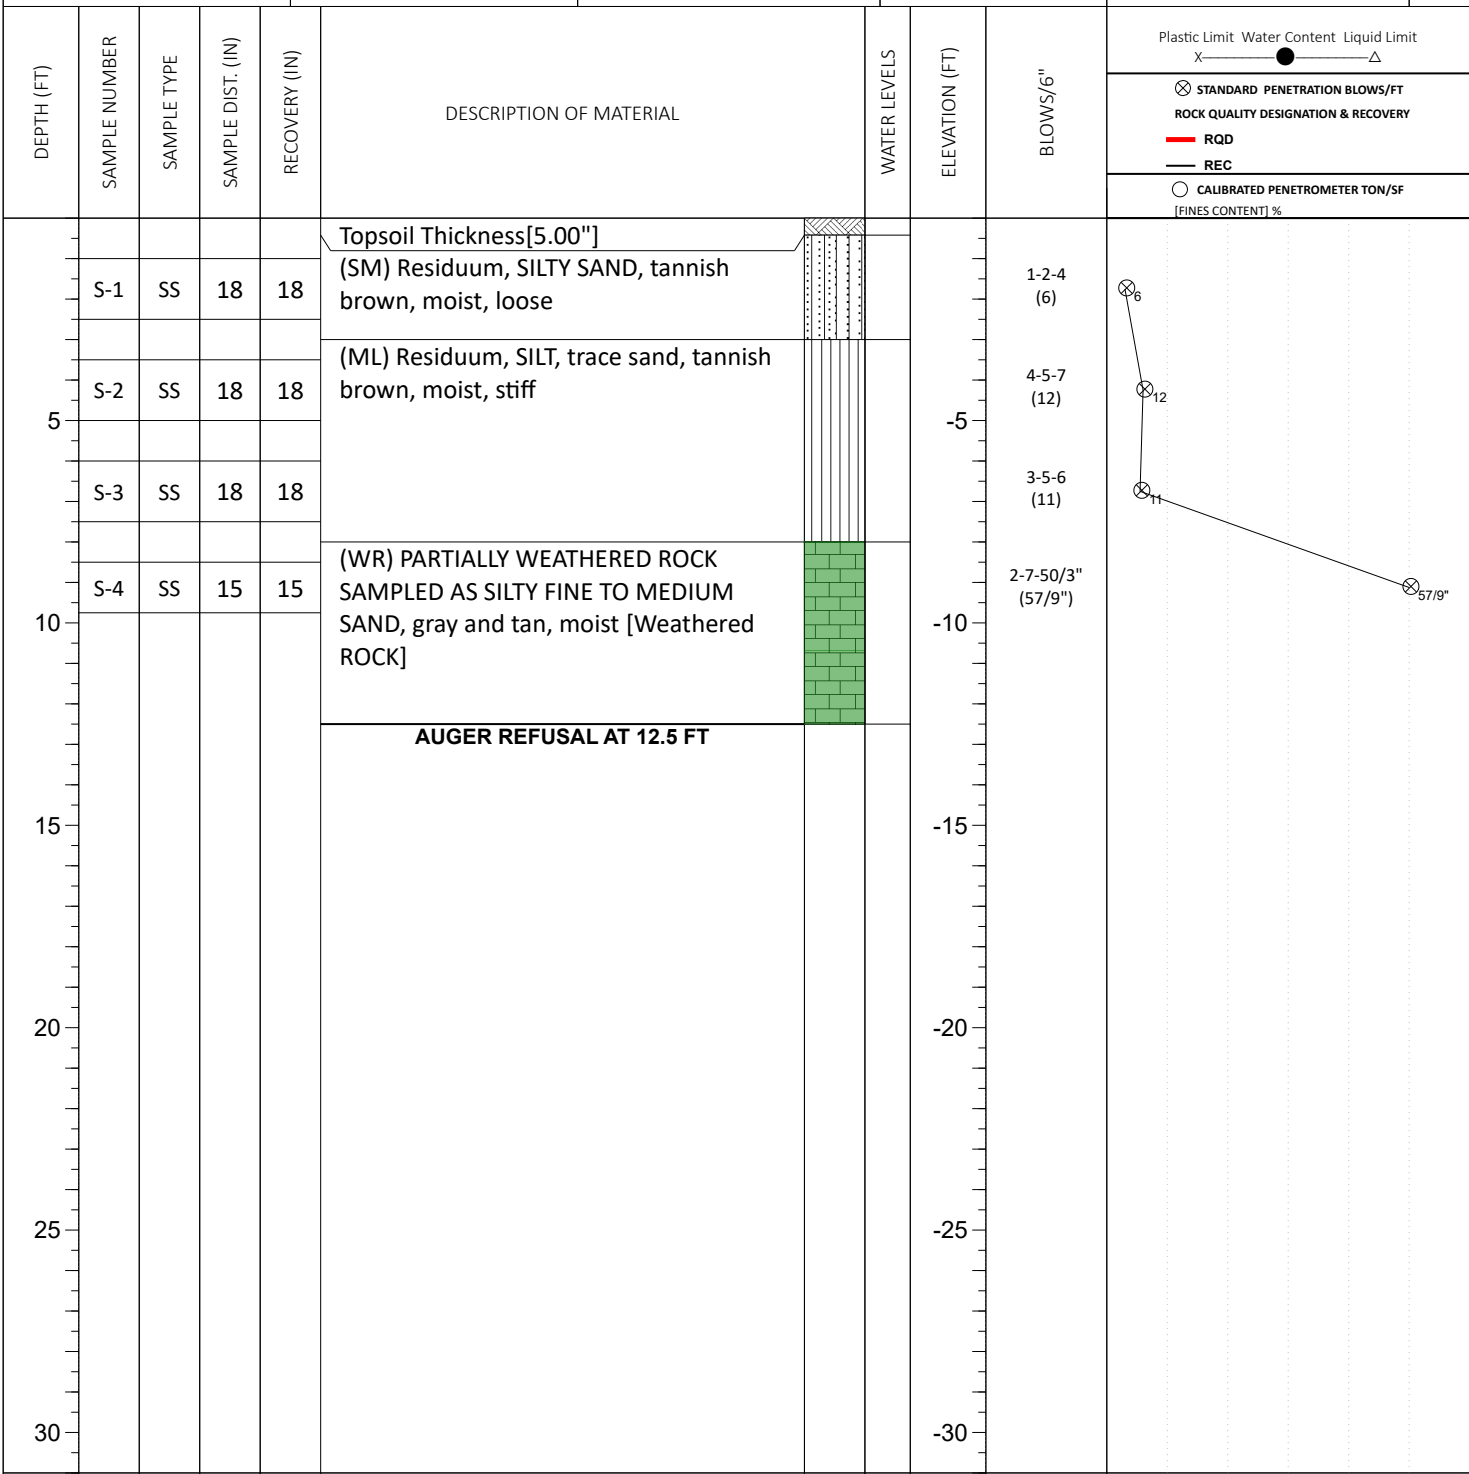 DEPTH (FT)
SAMPLE NUMBER
SAMPLE TYPE
SAMPLE DIST. (IN)
RECOVERY (IN)
DESCRIPTION OF MATERIAL
WATER LEVELS
ELEVATION (FT)
BLOWS/6"
Plastic Limit Water Content Liquid Limit
X
STANDARD PENETRATION BLOWS/FT
ROCK QUALITY DESIGNATION & RECOVERY
RQD
REC
CALIBRATED PENETROMETER TON/SF
[FINES CONTENT] %
Topsoil Thickness[5.00"]
(SM) Residuum, SILTY SAND, tannish
brown, moist, loose
S-1 SS 18 18
1-2-4
(6)
6
(ML) Residuum, SILT, trace sand, tannish
brown, moist, stiff
S-2 SS 18 18
4-5-7
(12)
12
5 -5
S-3 SS 18 18
3-5-6
(11)
11
(WR) PARTIALLY WEATHERED ROCK
SAMPLED AS SILTY FINE TO MEDIUM
SAND, gray and tan, moist [Weathered
ROCK]
S-4 SS 15 15
2-7-50/3"
(57/9")
57/9"
10 -10
AUGER REFUSAL AT 12.5 FT
15 -15
20 -20
25 -25
30 -30